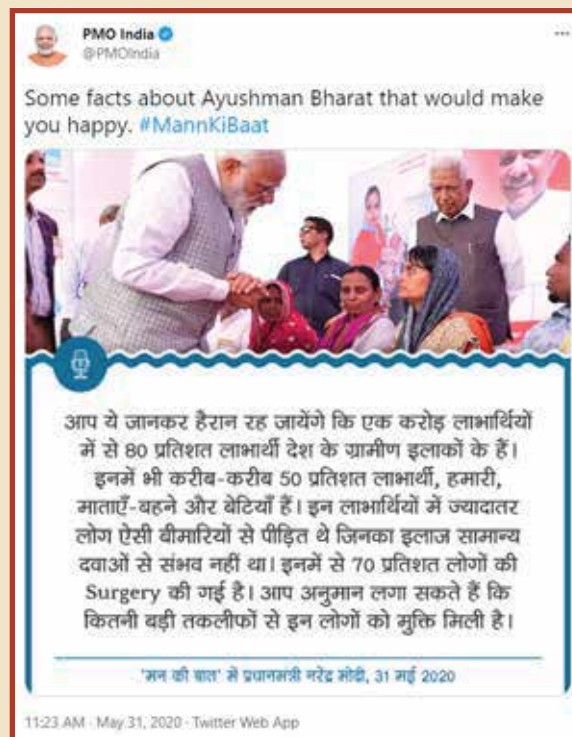 PMO India
@PMOIndia
Some facts about Ayushman Bharat that would make
you happy. #MannKiBaat
आप ये जानकर हैरान रह जायेंगे कि एक करोड़ लाभार्थियों
में से 80 प्रतिशत लाभार्थी देश के ग्रामीण इलाकों के हैं।
इनमें भी करीब-करीब 50 प्रतिशत लाभार्थी, हमारी,
माताएँ-बहने और बेटियाँ हैं। इन लाभार्थियों में ज्यादातर
लोग ऐसी बीमारियों से पीड़ित थे जिनका इलाज सामान्य
दवाओं से संभव नहीं था। इनमें से 70 प्रतिशत लोगों की
Surgery की गई है। आप अनुमान लगा सकते हैं कि
कितनी बड़ी तकलीफों से इन लोगों को मुक्ति मिली है।
'मन की बात' में प्रधानमंत्री नरेंद्र मोदी, 31 मई 2020
11:23 AM · May 31, 2020 · Twitter Web App